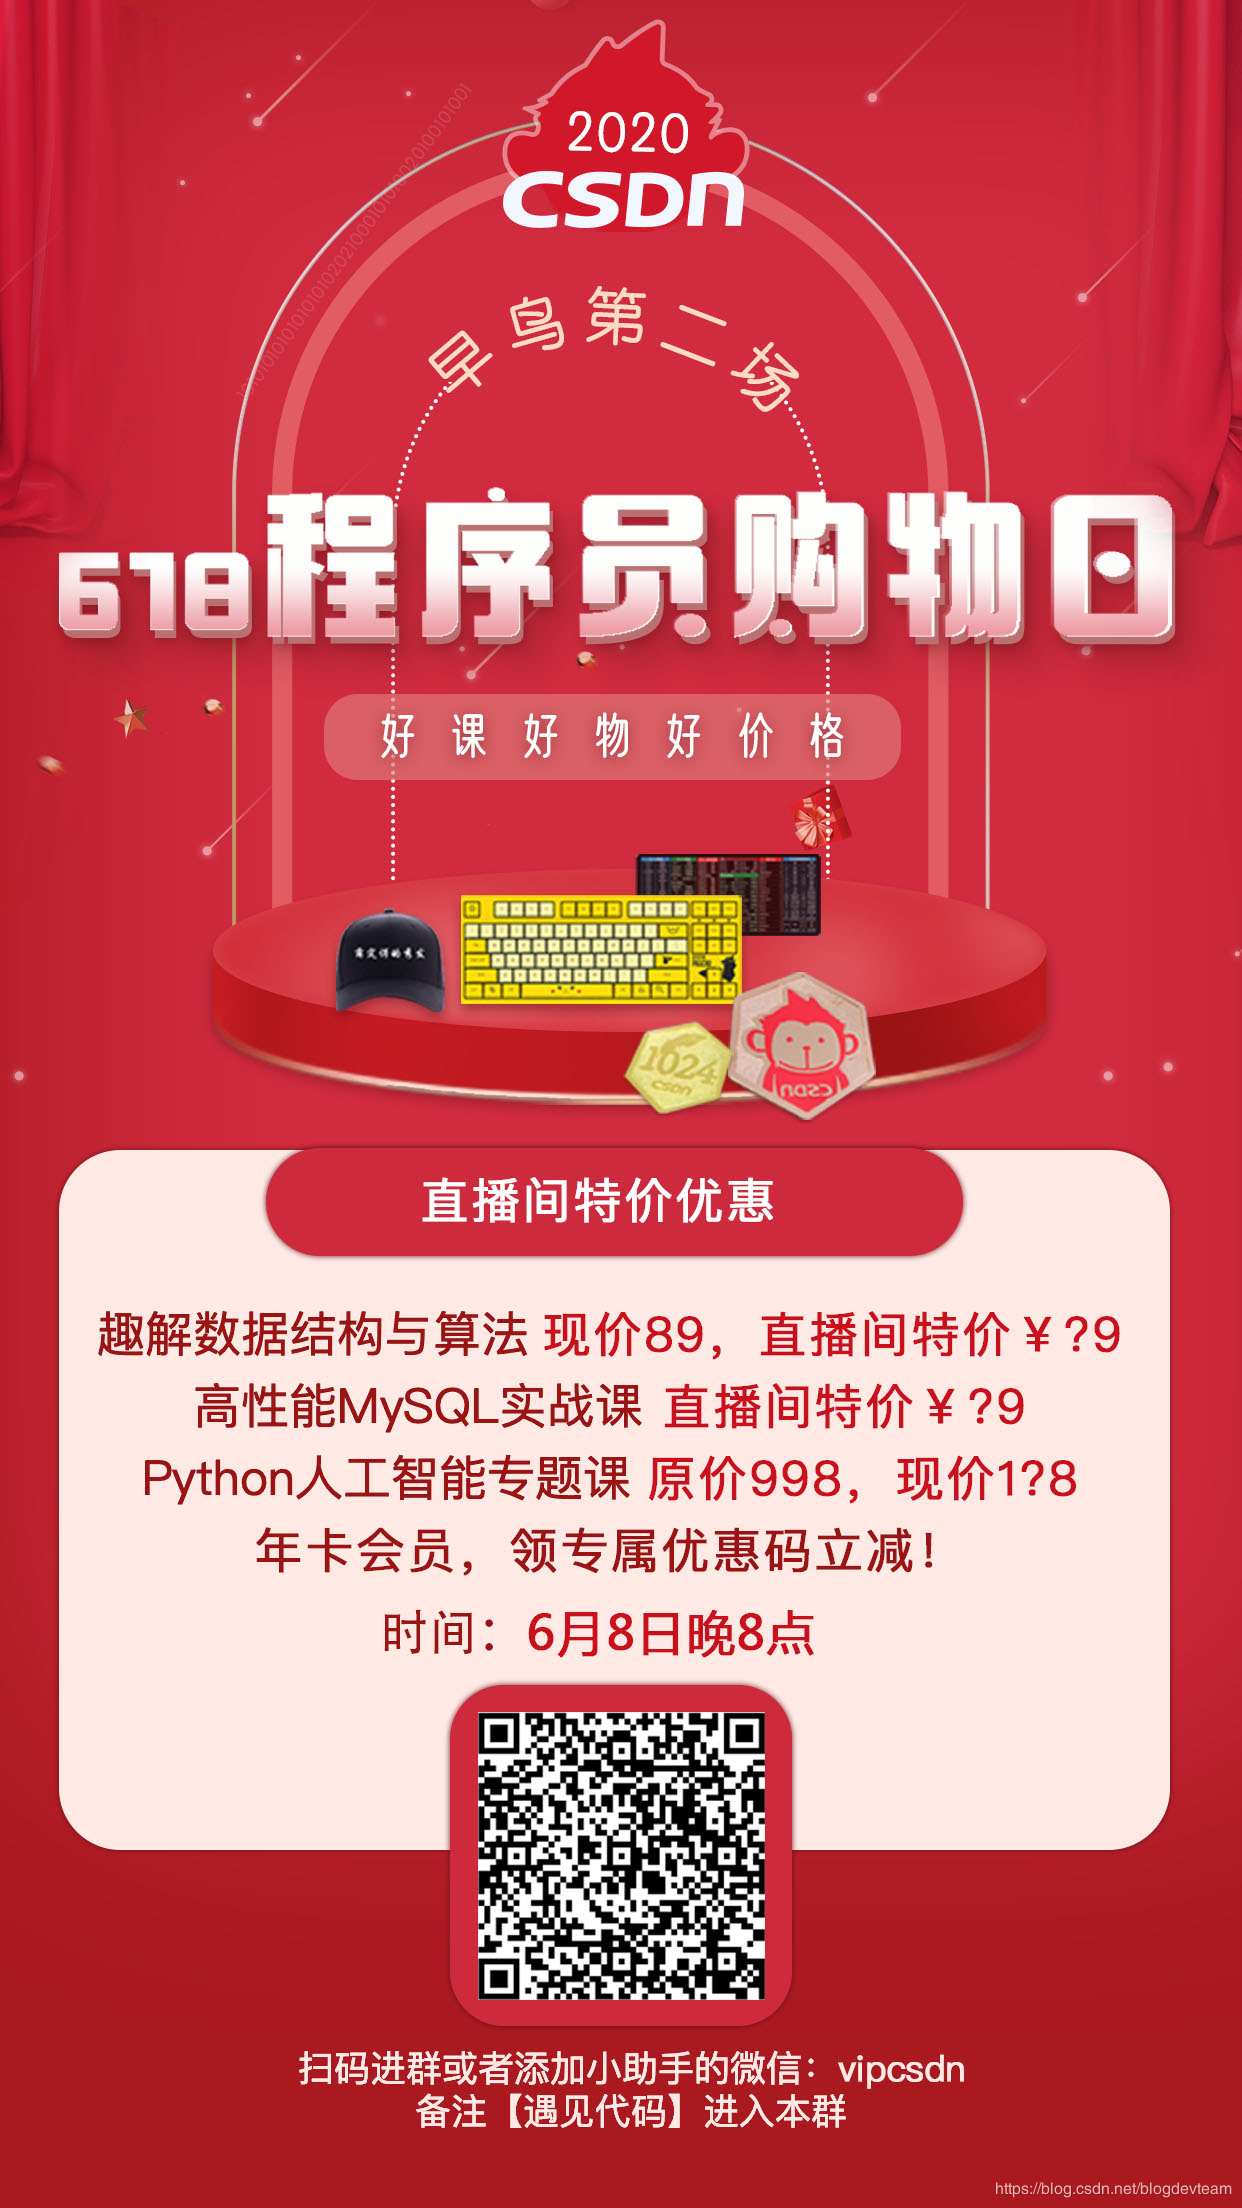 2020
CSDN
早鸟第二场
618程序员购物日
好课好物好价格
1024
CSDN
CSDN
直播间特价优惠
趣解数据结构与算法 现价89，直播间特价￥?9
高性能MySQL实战课 直播间特价￥?9
Python人工智能专题课 原价998，现价1?8
年卡会员，领专属优惠码立减！
时间：6月8日晚8点
扫码进群或者添加小助手的微信：vipcsdn
备注【遇见代码】进入本群
https://blog.csdn.net/blogdevteam